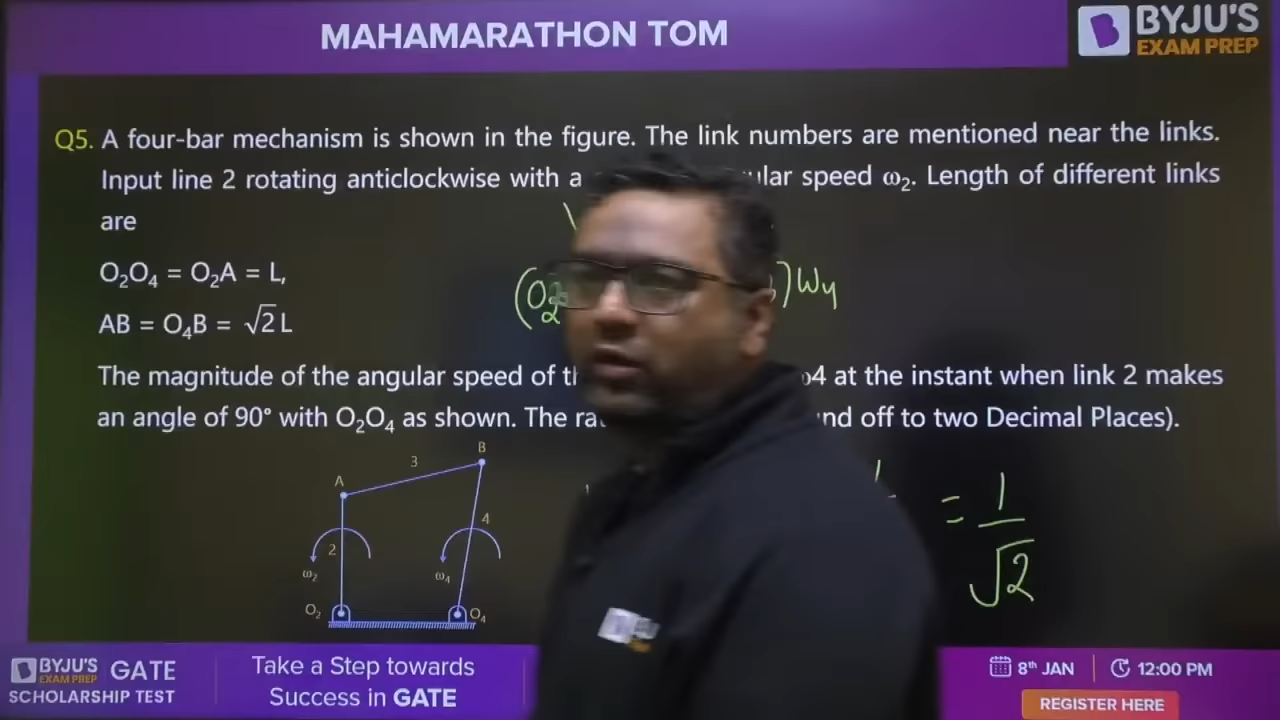 MAHAMARATHON TOM
BYJU'S
EXAM PREP
Q5. A four-bar mechanism is shown in the figure. The link numbers are mentioned near the links.
Input line 2 rotating anticlockwise with a ular speed ω₂. Length of different links
are
O₂O₄ = O₂A = L,
(O₂ )W₄
AB = O₄B = √2 L
The magnitude of the angular speed of th ω4 at the instant when link 2 makes
an angle of 90° with O₂O₄ as shown. The ra nd off to two Decimal Places).
B
3
A
= 1/√2
4
2
ω₂
ω₄
O₂
O₄
BYJU'S
EXAM PREP
GATE
SCHOLARSHIP TEST
Take a Step towards
Success in GATE
8th JAN
12:00 PM
REGISTER HERE